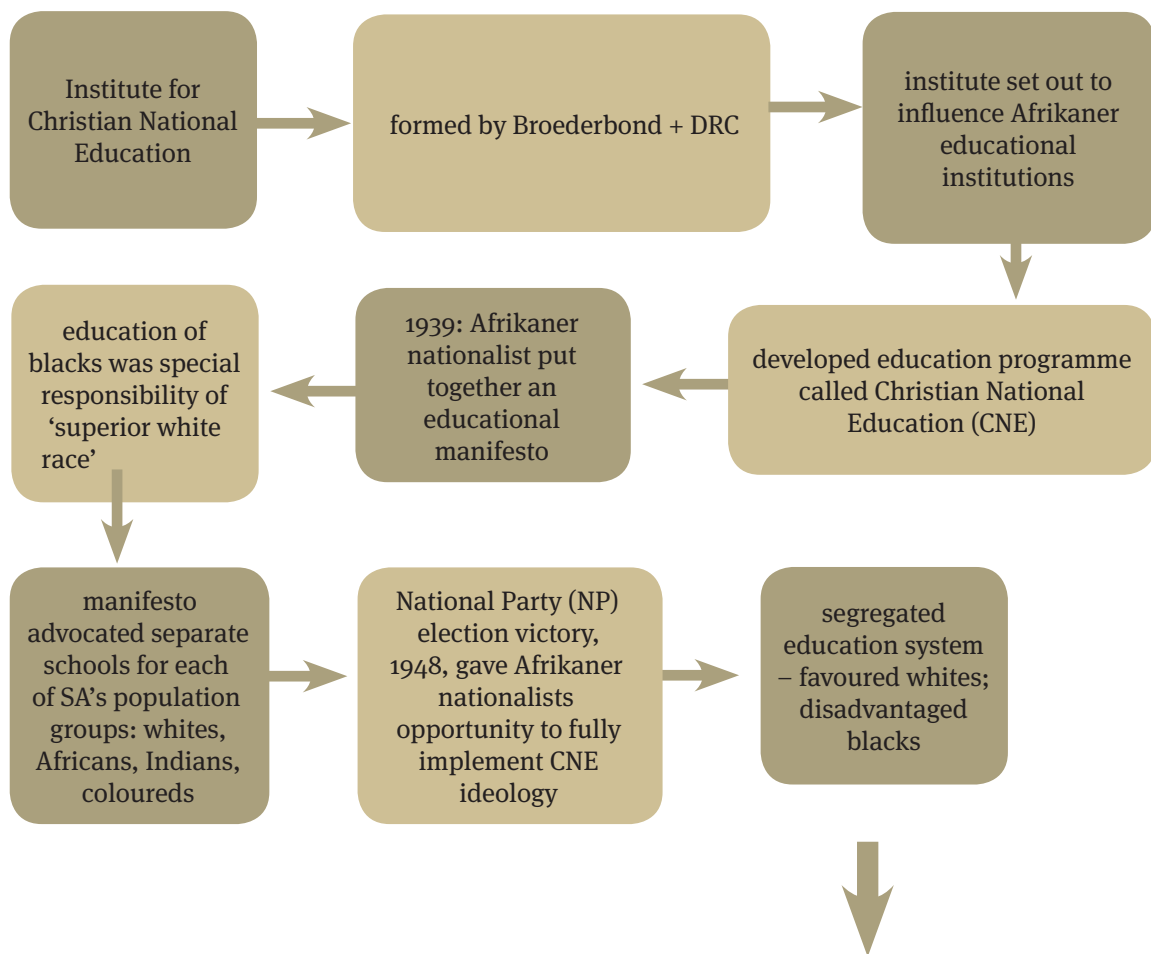 Institute for
Christian National
Education
formed by Broederbond + DRC
institute set out to
influence Afrikaner
educational
institutions
developed education programme
called Christian National
Education (CNE)
1939: Afrikaner
nationalist put
together an
educational
manifesto
education of
blacks was special
responsibility of
‘superior white
race’
manifesto
advocated separate
schools for each
of SA’s population
groups: whites,
Africans, Indians,
coloureds
National Party (NP)
election victory,
1948, gave Afrikaner
nationalists
opportunity to fully
implement CNE
ideology
segregated
education system
– favoured whites;
disadvantaged
blacks